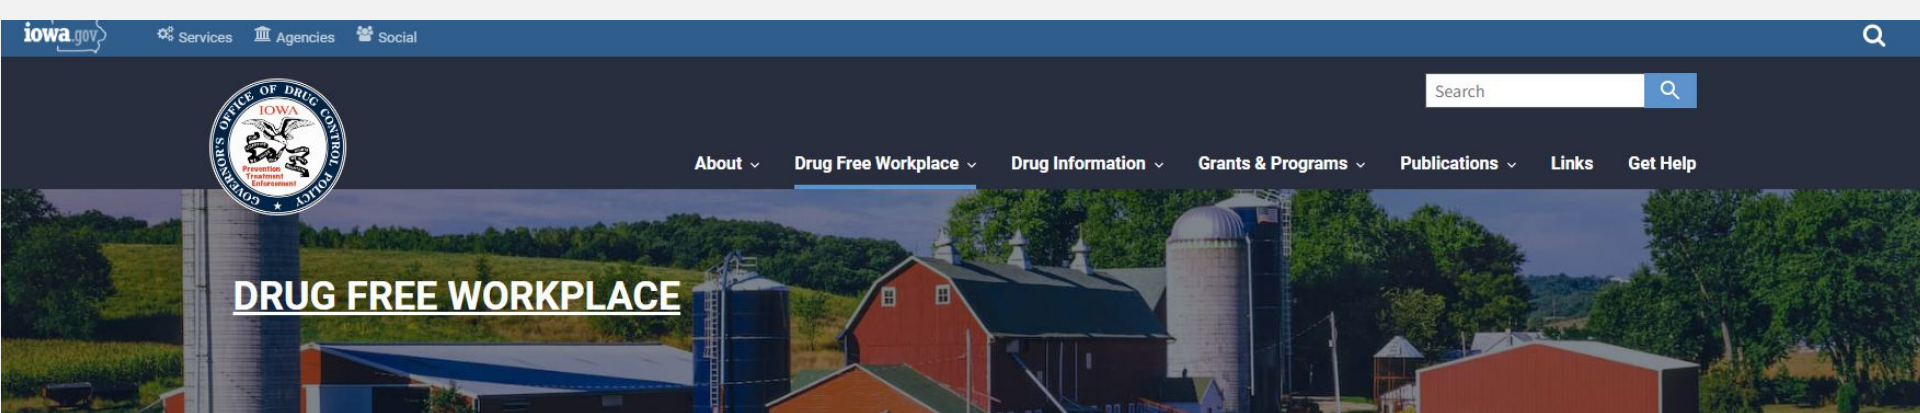 iowa.gov
Services
Agencies
Social
GOVERNOR'S OFFICE OF DRUG CONTROL POLICY
IOWA
Prevention
Treatment
Enforcement
Search
About
Drug Free Workplace
Drug Information
Grants & Programs
Publications
Links
Get Help
DRUG FREE WORKPLACE